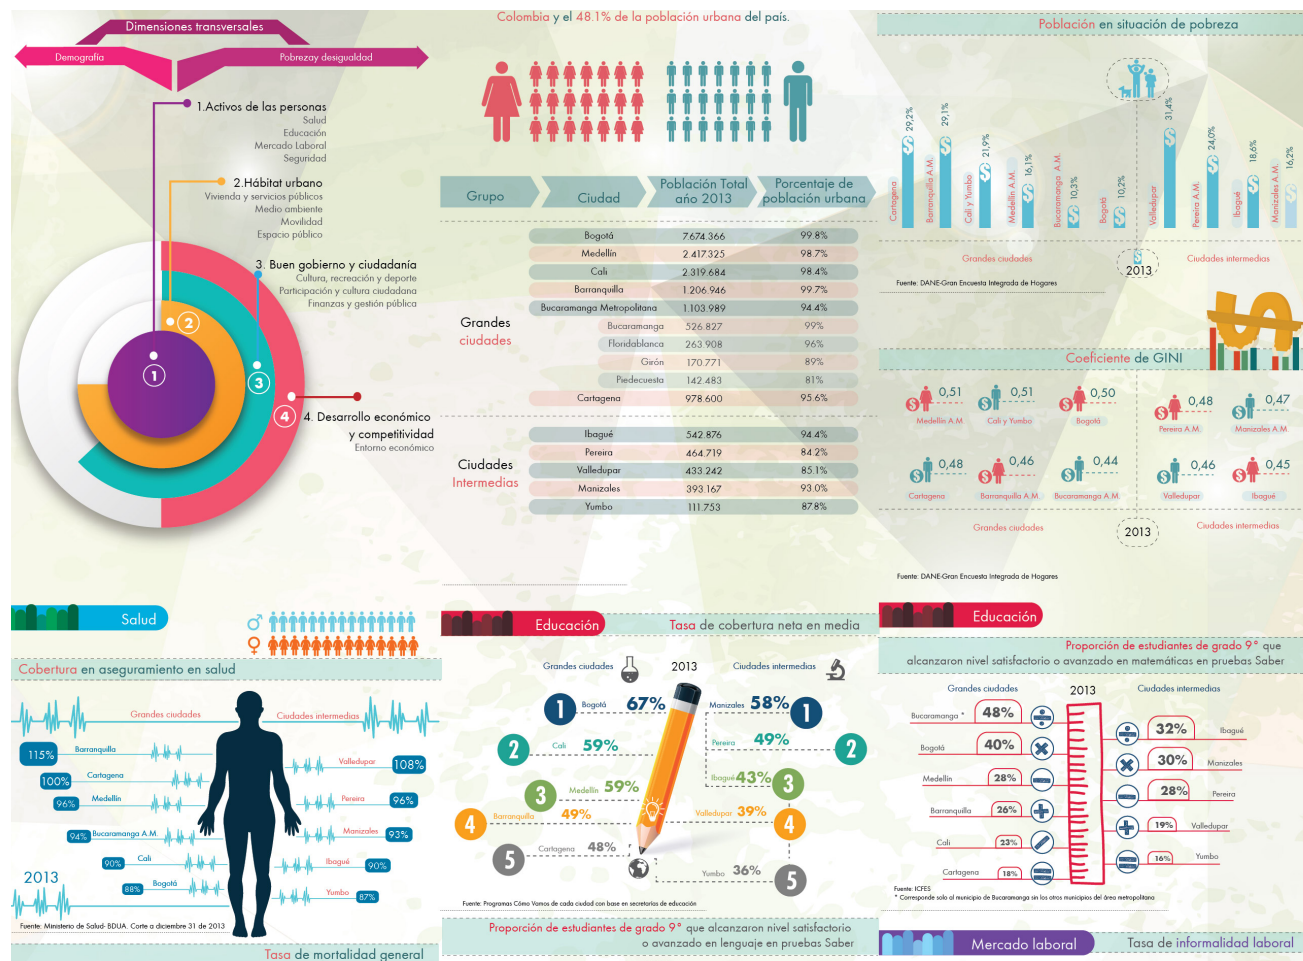 Dimensiones transversales
Demografía
Pobrezay desigualdad
1.Activos de las personas
Salud
Educación
Mercado Laboral
Seguridad
2.Hábitat urbano
Vivienda y servicios públicos
Medio ambiente
Movilidad
Espacio público
3. Buen gobierno y ciudadanía
Cultura, recreación y deporte
Participación y cultura ciudadana
Finanzas y gestión pública
1
2
3
4
4. Desarrollo económico
y competitividad
Entorno económico
Colombia y el 48.1% de la población urbana del país.
Grupo Ciudad Población Total año 2013 Porcentaje de población urbana
Grandes ciudades
Bogotá 7.674.366 99.8%
Medellín 2.417.325 98.7%
Cali 2.319.684 98.4%
Barranquilla 1.206.946 99.7%
Bucaramanga Metropolitana 1.103.989 94.4%
Bucaramanga 526.827 99%
Floridablanca 263.908 96%
Girón 170.771 89%
Piedecuesta 142.483 81%
Cartagena 978.600 95.6%
Ciudades Intermedias
Ibagué 542.876 94.4%
Pereira 464.719 84.2%
Valledupar 433.242 85.1%
Manizales 393.167 93.0%
Yumbo 111.753 87.8%
Población en situación de pobreza
Cartagena 29,2%
Barranquilla A.M. 29,1%
Cali y Yumbo 21,9%
Medellín A.M. 16,1%
Bucaramanga A.M. 10,3%
Bogotá 10,2%
Valledupar 31,4%
Pereira A.M. 24,0%
Ibagué 18,6%
Manizales A.M. 16,2%
Grandes ciudades
2013
Ciudades intermedias
Fuente: DANE-Gran Encuesta Integrada de Hogares
Coeficiente de GINI
0,51 0,51 0,50 0,48 0,47
Medellín A.M. Cali y Yumbo Bogotá Pereira A.M. Manizales A.M.
0,48 0,46 0,44 0,46 0,45
Cartagena Barranquilla A.M. Bucaramanga A.M. Valledupar Ibagué
Grandes ciudades
2013
Ciudades intermedias
Fuente: DANE-Gran Encuesta Integrada de Hogares
Salud
Cobertura en aseguramiento en salud
Grandes ciudades
Ciudades intermedias
115% Barranquilla
100% Cartagena
96% Medellín
94% Bucaramanga A.M.
90% Cali
88% Bogotá
Valledupar 108%
Pereira 96%
Manizales 93%
Ibagué 90%
Yumbo 87%
2013
Fuente: Ministerio de Salud- BDUA. Corte a diciembre 31 de 2013
Tasa de mortalidad general
Educación
Tasa de cobertura neta en media
Grandes ciudades
2013
Ciudades intermedias
1 Bogotá 67%
2 Cali 59%
3 Medellín 59%
4 Barranquilla 49%
5 Cartagena 48%
Manizales 58% 1
Pereira 49% 2
Ibagué 43% 3
Valledupar 39% 4
Yumbo 36% 5
Fuente: Programas Cómo Vamos de cada ciudad con base en secretarías de educación
Proporción de estudiantes de grado 9° que alcanzaron nivel satisfactorio
o avanzado en lenguaje en pruebas Saber
Educación
Proporción de estudiantes de grado 9° que
alcanzaron nivel satisfactorio o avanzado en matemáticas en pruebas Saber
Grandes ciudades
2013
Ciudades intermedias
Bucaramanga * 48%
Bogotá 40%
Medellín 28%
Barranquilla 26%
Cali 23%
Cartagena 18%
32% Ibagué
30% Manizales
28% Pereira
19% Valledupar
16% Yumbo
Fuente: ICFES
* Corresponde solo al municipio de Bucaramanga sin los otros municipios del área metropolitana
Mercado laboral
Tasa de informalidad laboral